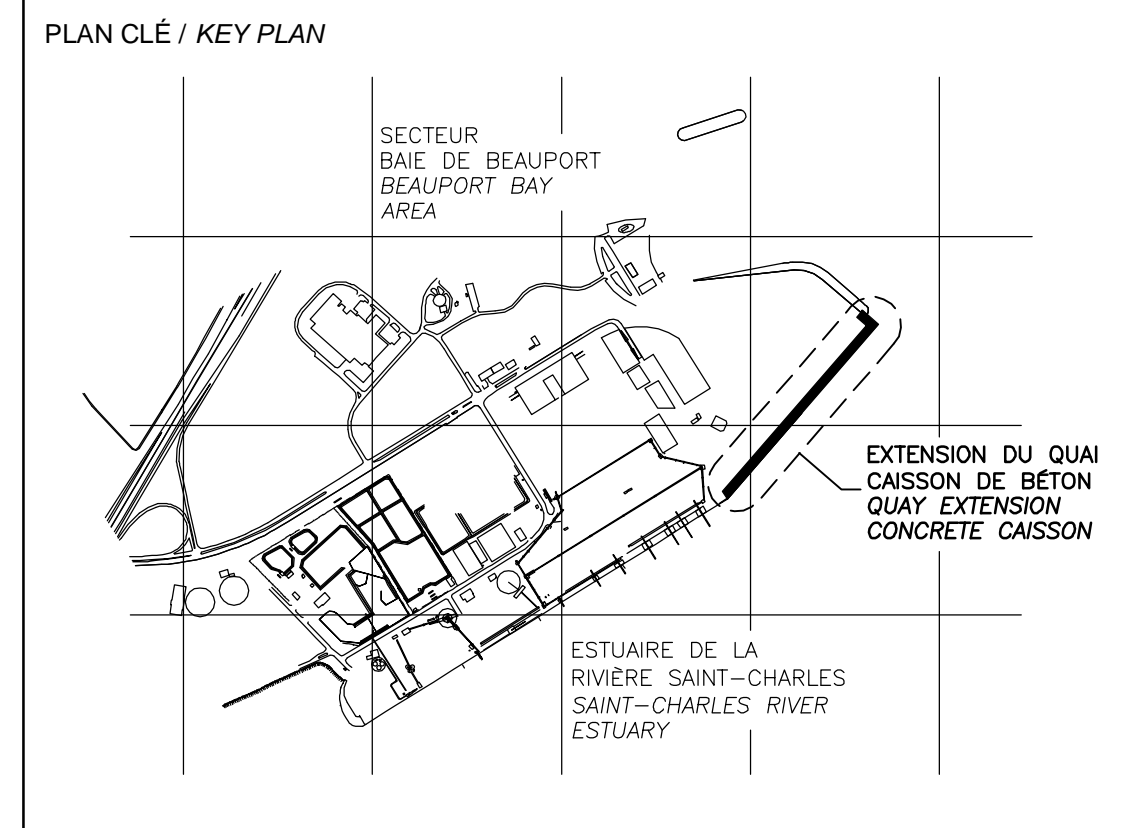 PLAN CLÉ / KEY PLAN
SECTEUR
BAIE DE BEAUPORT
BEAUPORT BAY
AREA
EXTENSION DU QUAI
CAISSON DE BÉTON
QUAY EXTENSION
CONCRETE CAISSON
ESTUAIRE DE LA
RIVIÈRE SAINT-CHARLES
SAINT-CHARLES RIVER
ESTUARY